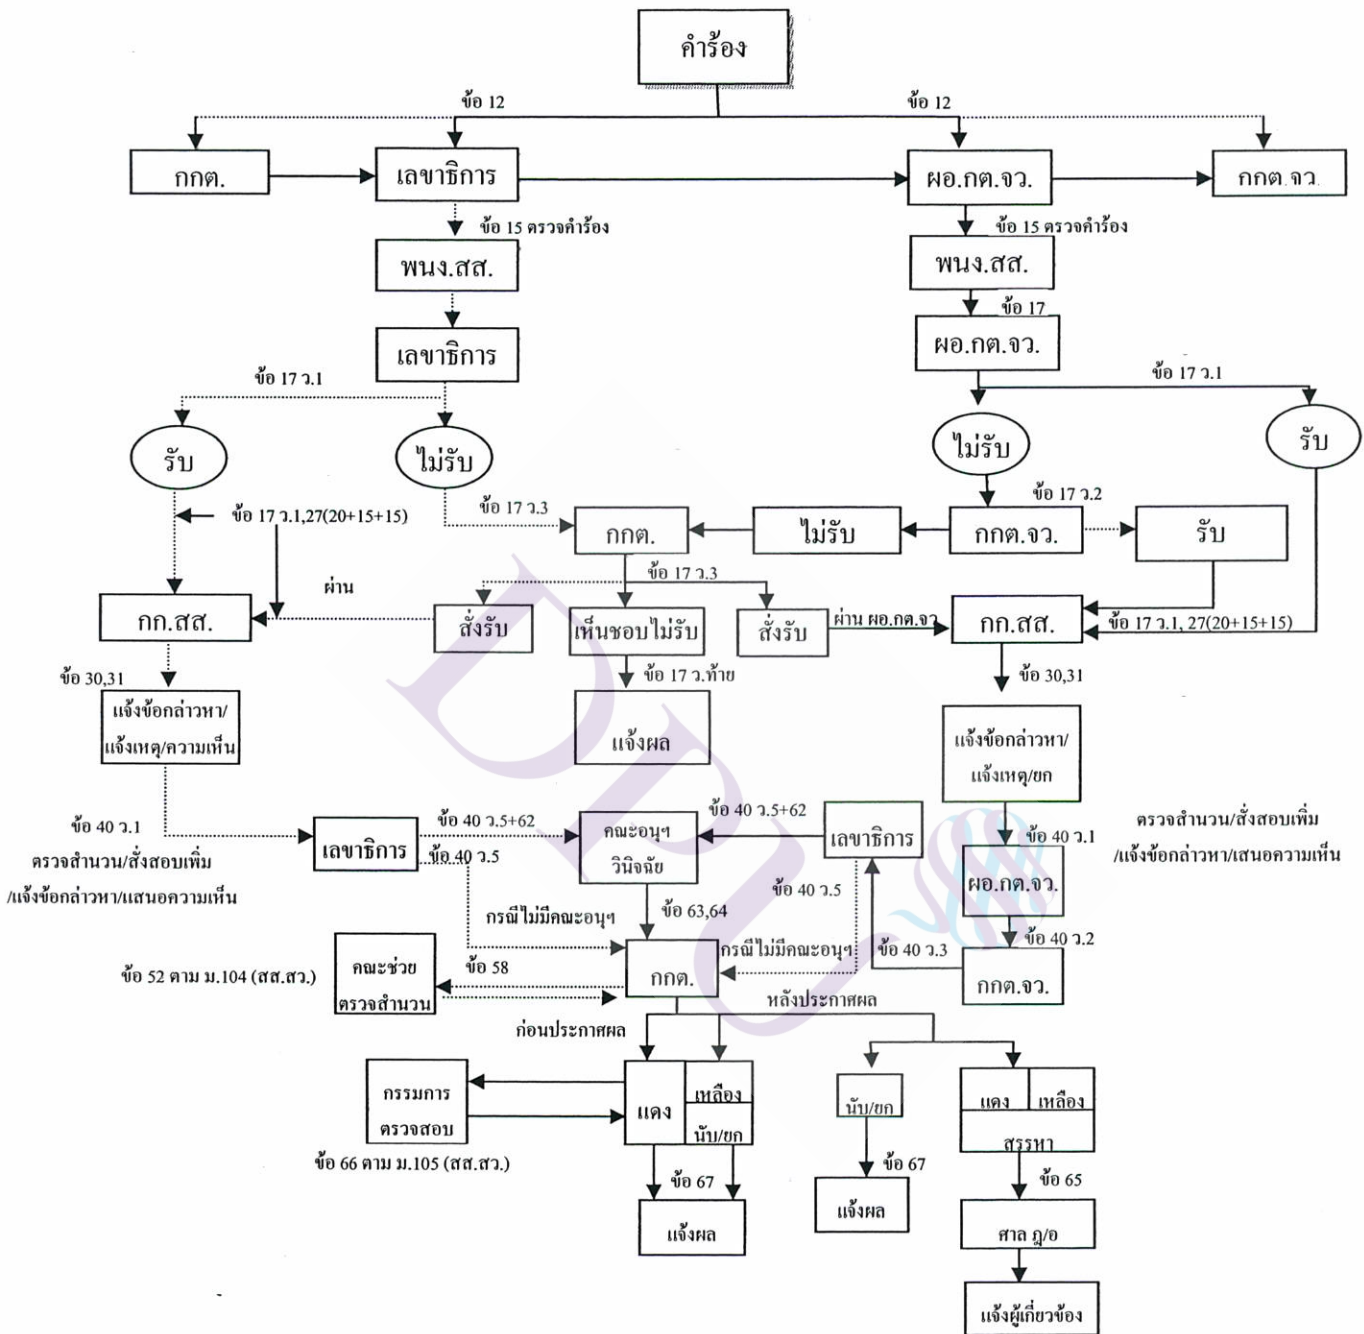 คำร้อง
ข้อ 12
ข้อ 12
กกต.
เลขาธิการ
ผอ.กต.จว.
กกต.จว.
ข้อ 15 ตรวจคำร้อง
ข้อ 15 ตรวจคำร้อง
พนง.สส.
พนง.สส.
ข้อ 17
เลขาธิการ
ผอ.กต.จว.
ข้อ 17 ว.1
ข้อ 17 ว.1
รับ
ไม่รับ
ไม่รับ
รับ
ข้อ 17 ว.1,27(20+15+15)
ข้อ 17 ว.3
ข้อ 17 ว.2
กกต.
ไม่รับ
กกต.จว.
รับ
ข้อ 17 ว.3
ผ่าน
กก.สส.
สั่งรับ
เห็นชอบไม่รับ
สั่งรับ
ผ่าน ผอ.กต.จว
กก.สส.
ข้อ 17 ว.1, 27(20+15+15)
ข้อ 30,31
ข้อ 17 ว.ท้าย
ข้อ 30,31
แจ้งข้อกล่าวหา/
แจ้งเหตุ/ความเห็น
แจ้งผล
แจ้งข้อกล่าวหา/
แจ้งเหตุ/ยก
ข้อ 40 ว.1
ตรวจสำนวน/สั่งสอบเพิ่ม
/แจ้งข้อกล่าวหา/เสนอความเห็น
เลขาธิการ
ข้อ 40 ว.5+62
ข้อ 40 ว.5
คณะอนุฯ
วินิจฉัย
ข้อ 40 ว.5+62
เลขาธิการ
ข้อ 40 ว.1
ตรวจสำนวน/สั่งสอบเพิ่ม
/แจ้งข้อกล่าวหา/เสนอความเห็น
ผอ.กต.จว.
ข้อ 40 ว.5
กรณีไม่มีคณะอนุฯ
ข้อ 63,64
กรณีไม่มีคณะอนุฯ
ข้อ 40 ว.3
ข้อ 40 ว.2
กกต.จว.
ข้อ 52 ตาม ม.104 (สส.สว.)
คณะช่วย
ตรวจสำนวน
ข้อ 58
กกต.
ก่อนประกาศผล
หลังประกาศผล
กรรมการ
ตรวจสอบ
แดง
เหลือง
นับ/ยก
นับ/ยก
แดง
เหลือง
สรรหา
ข้อ 66 ตาม ม.105 (สส.สว.)
ข้อ 67
ข้อ 67
ข้อ 65
แจ้งผล
แจ้งผล
ศาล ฎ/อ
แจ้งผู้เกี่ยวข้อง
DPU